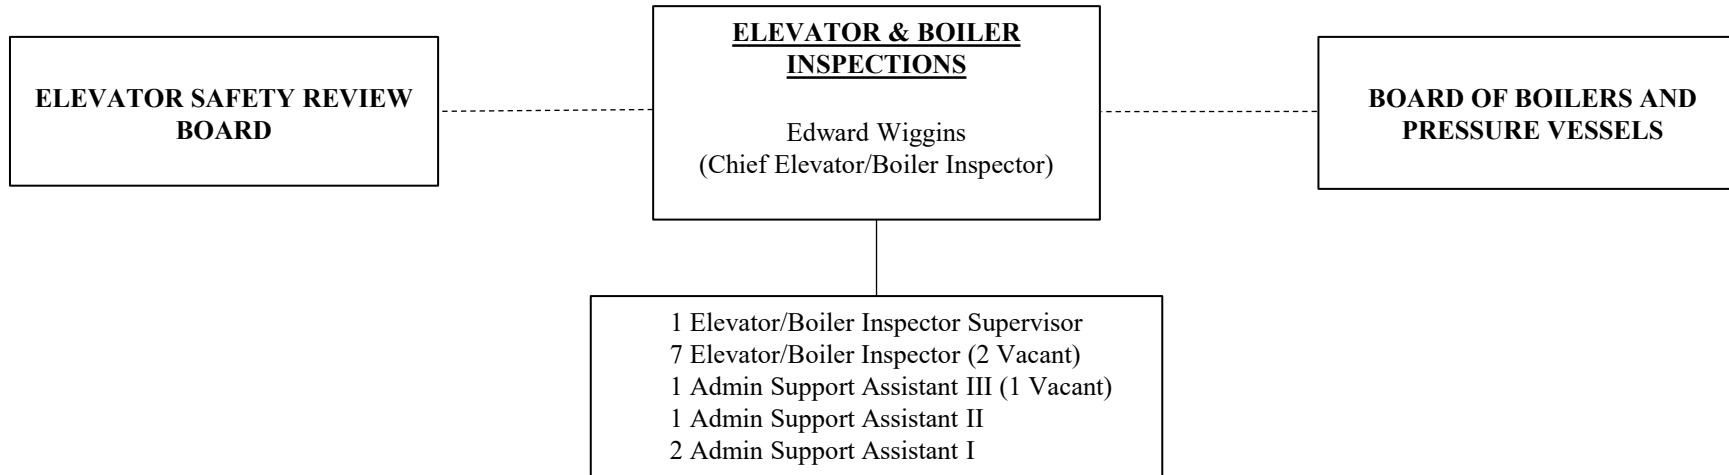 ELEVATOR SAFETY REVIEW
BOARD
ELEVATOR & BOILER
INSPECTIONS
Edward Wiggins
(Chief Elevator/Boiler Inspector)
BOARD OF BOILERS AND
PRESSURE VESSELS
1 Elevator/Boiler Inspector Supervisor
7 Elevator/Boiler Inspector (2 Vacant)
1 Admin Support Assistant III (1 Vacant)
1 Admin Support Assistant II
2 Admin Support Assistant I